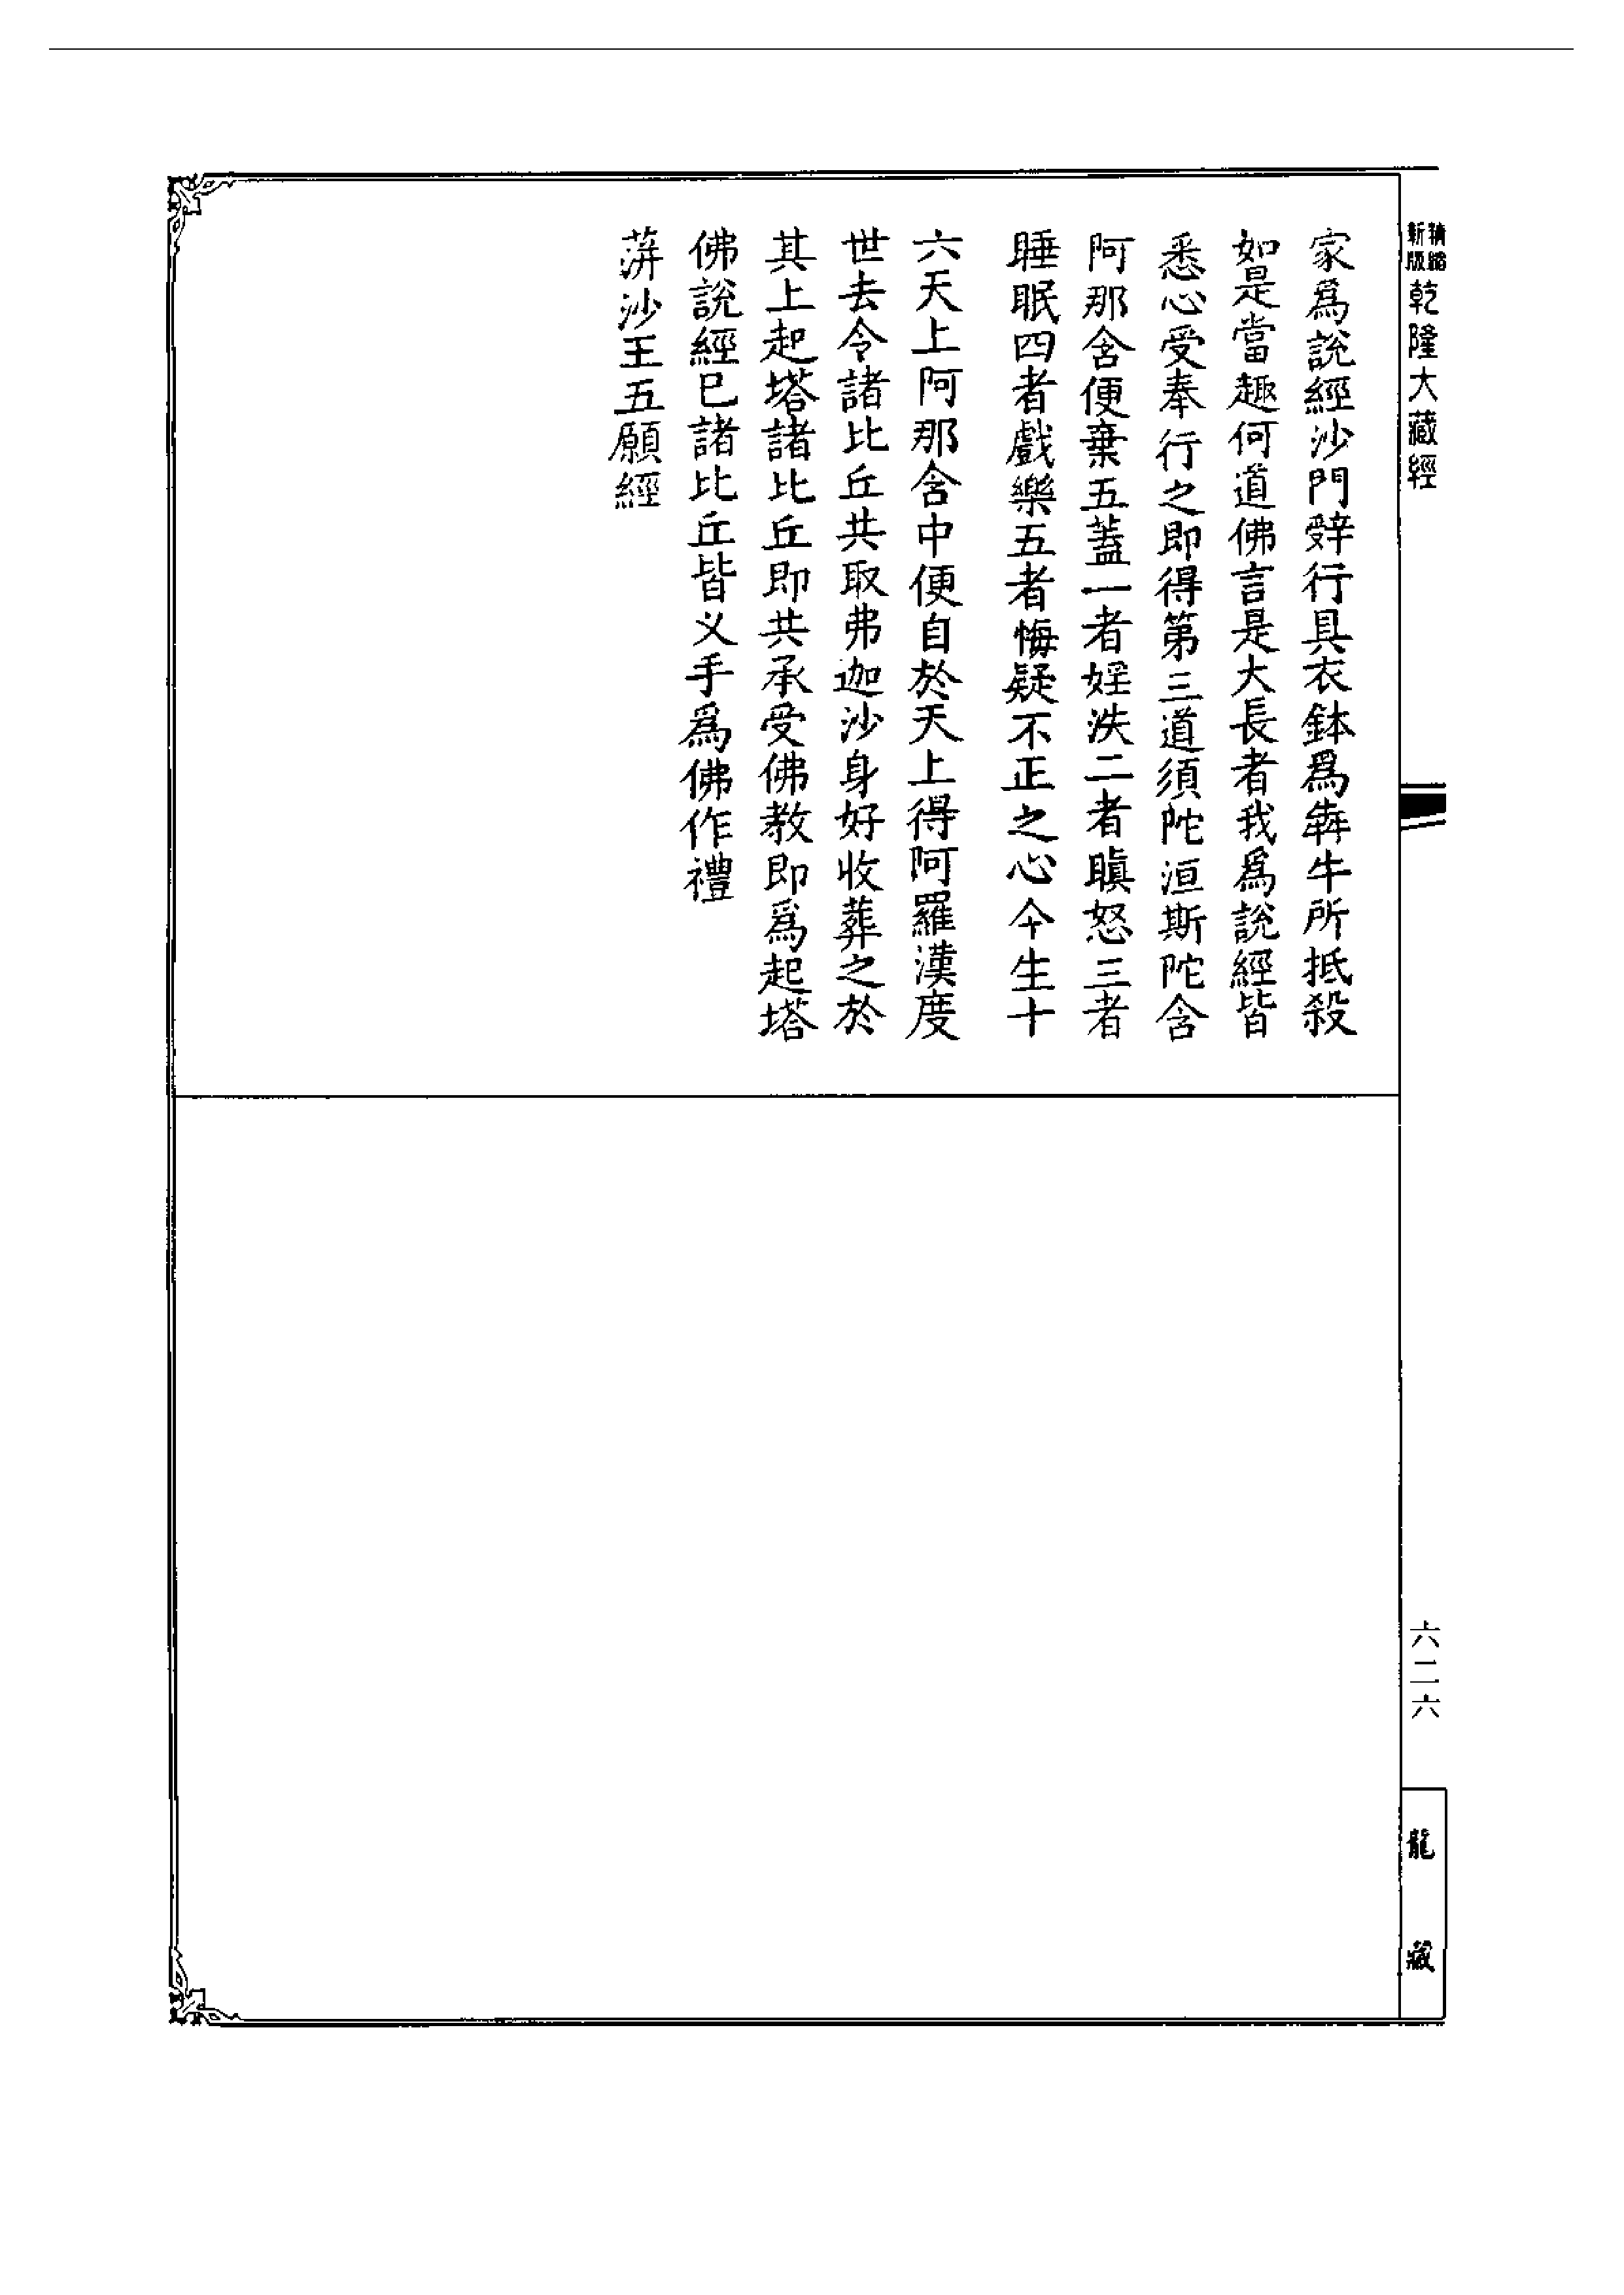 精縮新版乾隆大藏經
家爲說經沙門辤行具衣鉢爲犇牛所抵殺
如是當趣何道佛言是大長者我爲說經皆
悉心受奉行之即得第三道須陀洹斯陀含
阿那含便棄五蓋一者婬泆二者瞋怒三者
睡眠四者戲樂五者悔疑不正之心今生十
六天上阿那含中便自於天上得阿羅漢度
世去令諸比丘共取弗迦沙身好收葬之於
其上起塔諸比丘即共承受佛教即爲起塔
佛說經已諸比丘皆叉手爲佛作禮
蓱沙王五願經
六二六
龍藏